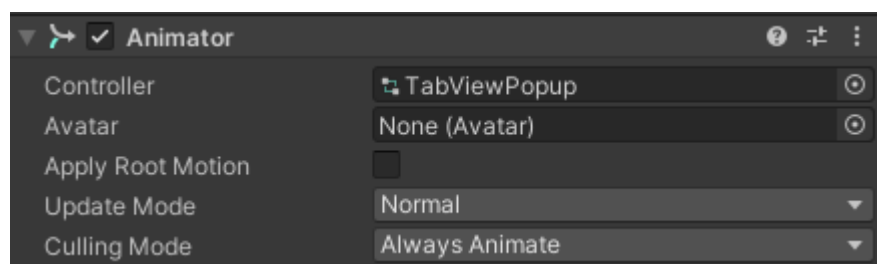 Animator
Controller TabViewPopup
Avatar None (Avatar)
Apply Root Motion
Update Mode Normal
Culling Mode Always Animate